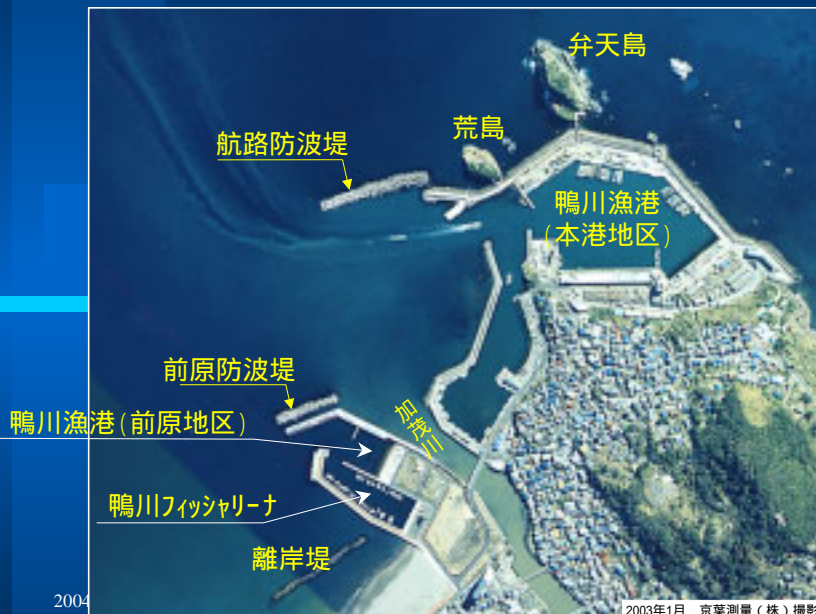 弁天島
荒島
航路防波堤
鴨川漁港
(本港地区)
前原防波堤
加茂川
鴨川漁港(前原地区)
鴨川フィッシャリーナ
離岸堤
2004
2003年1月 京葉測量(株)撮影